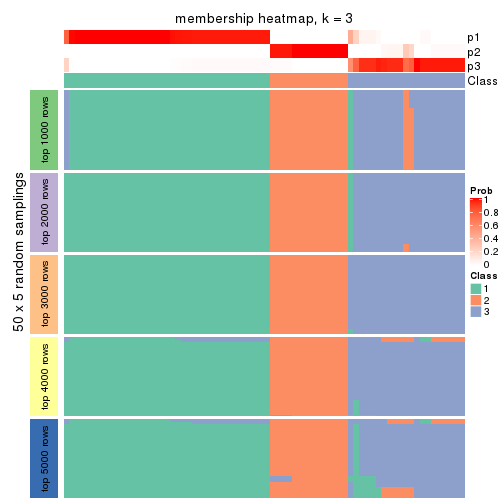 membership heatmap, k = 3
p1
p2
p3
Class
50 x 5 random samplings
top 1000 rows
top 2000 rows
top 3000 rows
top 4000 rows
top 5000 rows
Prob
1
0.8
0.6
0.4
0.2
0
Class
1
2
3